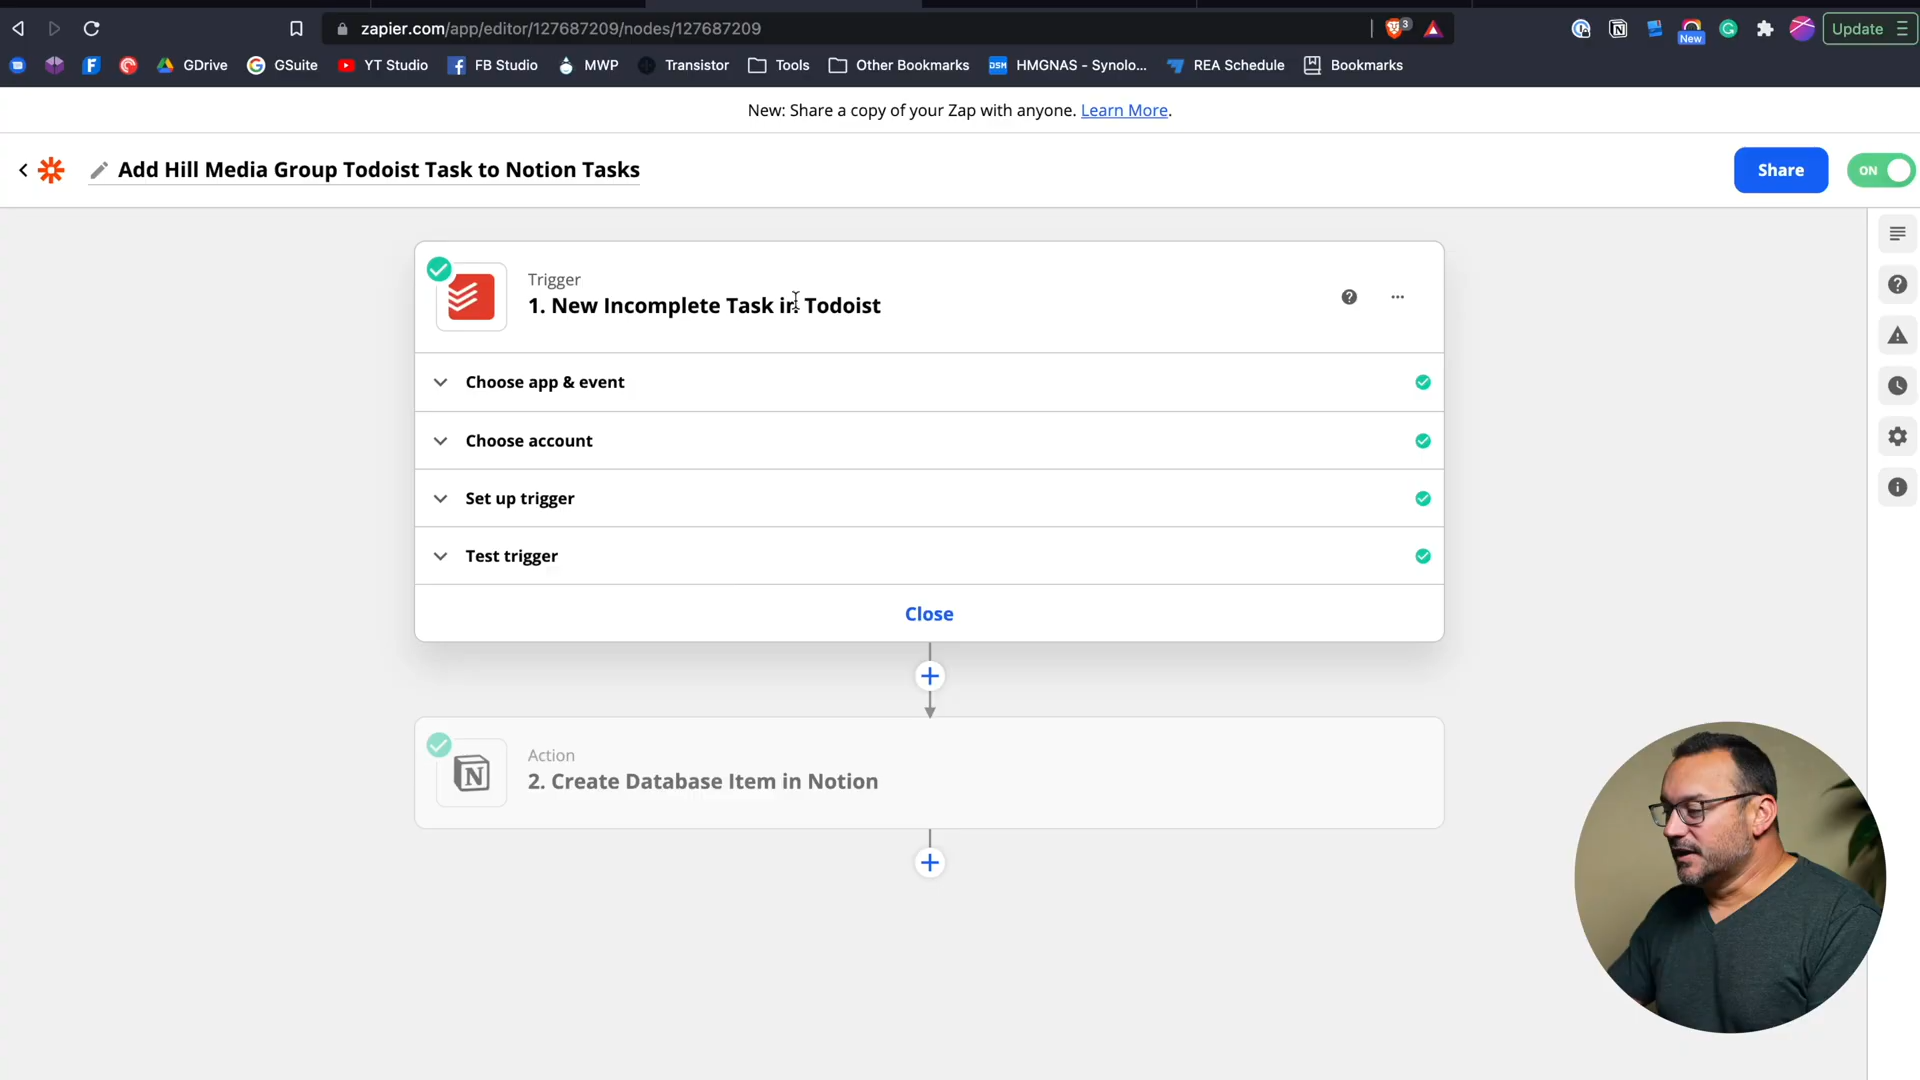 zapier.com/app/editor/127687209/nodes/127687209
3
New
Update
GDrive
GSuite
YT Studio
FB Studio
MWP
Transistor
Tools
Other Bookmarks
DSM
HMGNAS - Synolo...
REA Schedule
Bookmarks
New: Share a copy of your Zap with anyone. Learn More.
Add Hill Media Group Todoist Task to Notion Tasks
Share
ON
Trigger
1. New Incomplete Task in Todoist
Choose app & event
Choose account
Set up trigger
Test trigger
Close
Action
2. Create Database Item in Notion